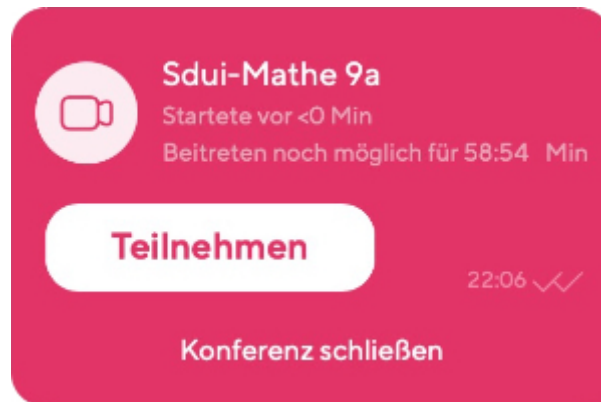 Sdui-Mathe 9a
Startete vor <0 Min
Beitreten noch möglich für 58:54 Min
Teilnehmen
22:06
Konferenz schließen